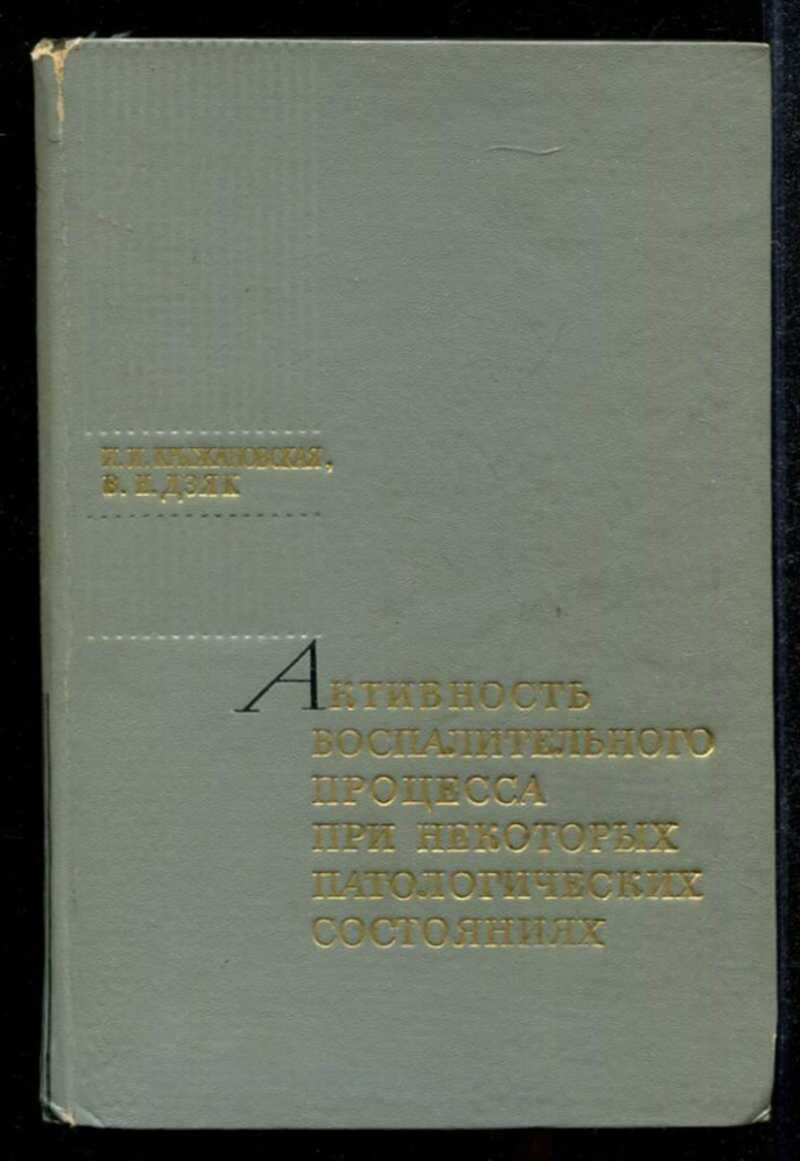 И. И. КРЫЖАНОВСКАЯ,
В. Н. ДЗЯК
АКТИВНОСТЬ
ВОСПАЛИТЕЛЬНОГО
ПРОЦЕССА
ПРИ НЕКОТОРЫХ
ПАТОЛОГИЧЕСКИХ
СОСТОЯНИЯХ